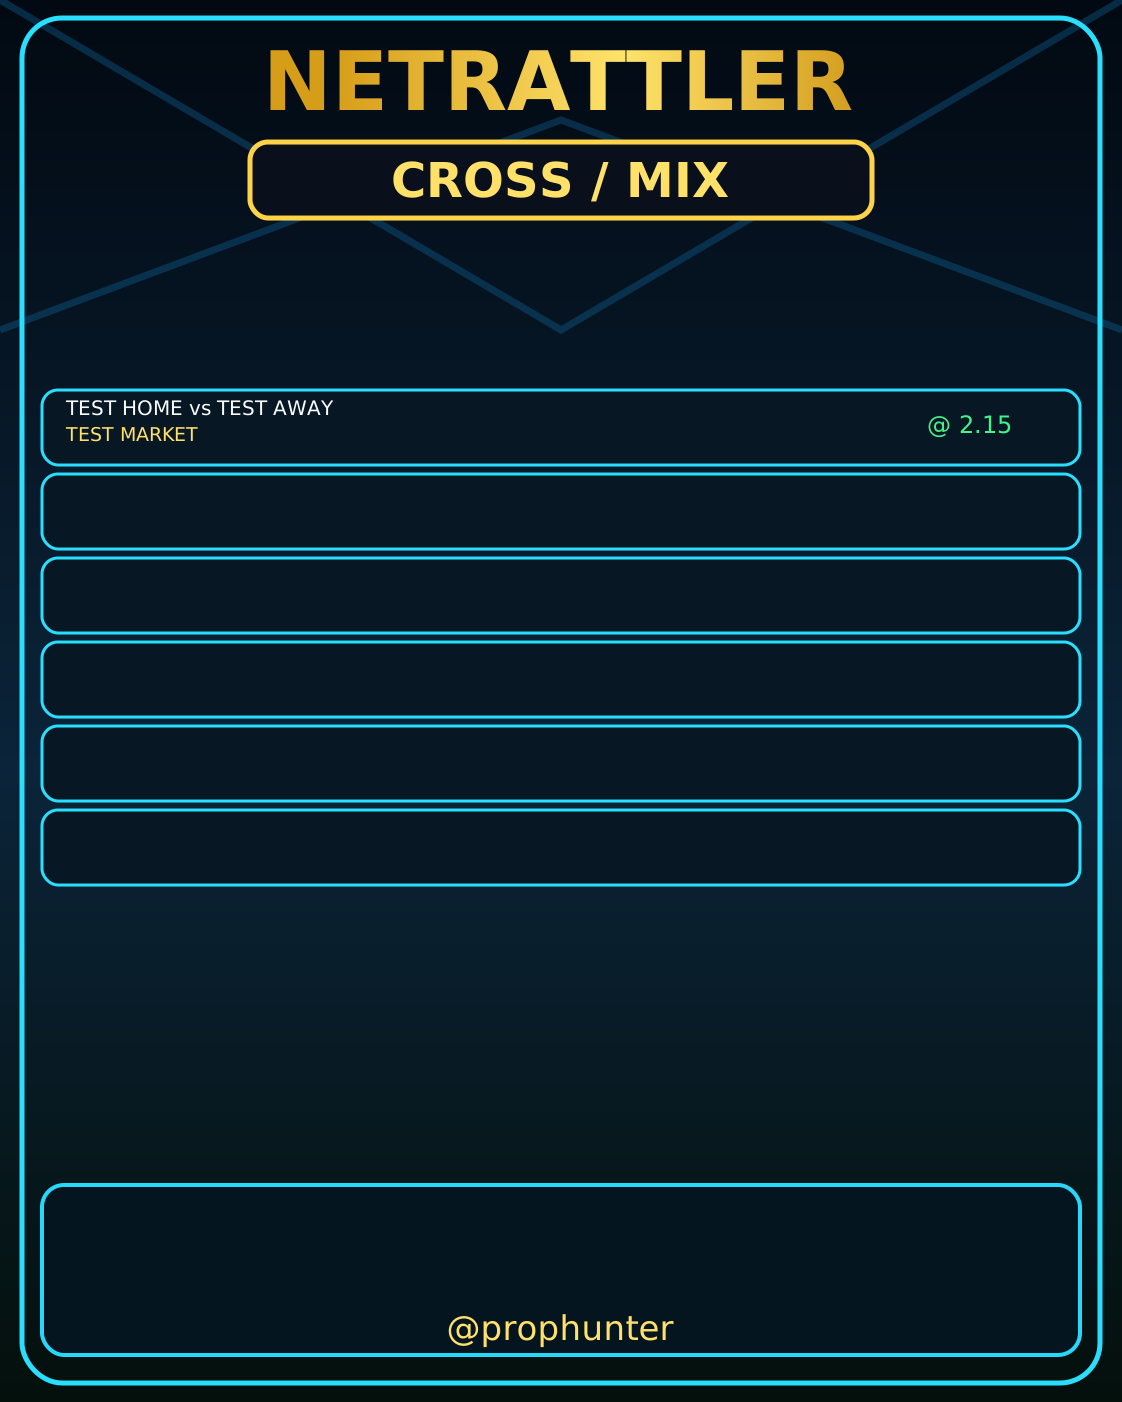 NETRATTLER
CROSS / MIX
TEST HOME vs TEST AWAY
TEST MARKET
@ 2.15
@prophunter